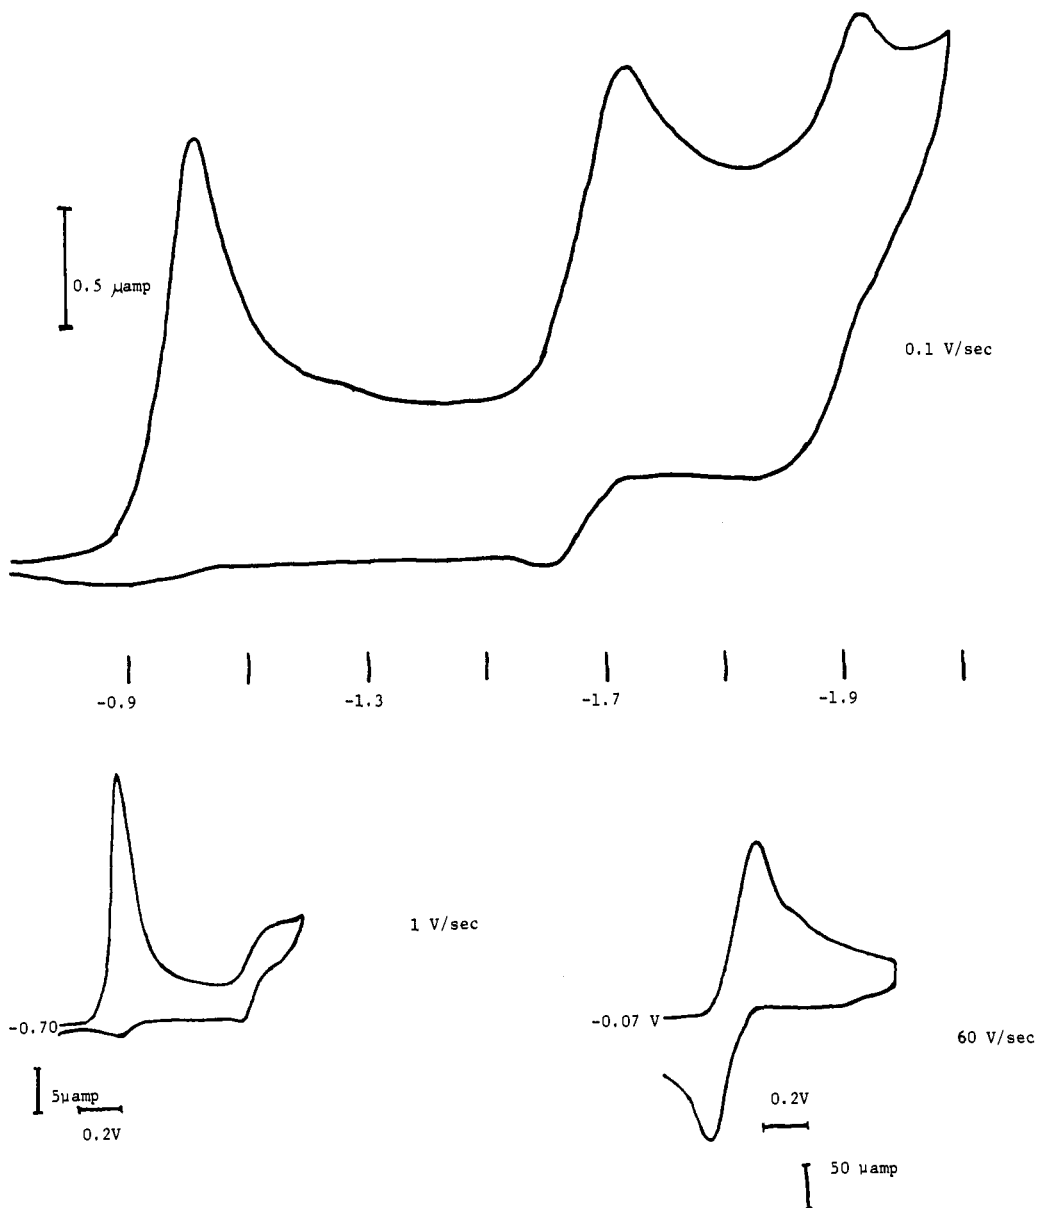 0.5 μamp
0.1 V/sec
-0.9
-1.3
-1.7
-1.9
1 V/sec
-0.70
5μamp
0.2V
-0.07 V
60 V/sec
0.2V
50 μamp